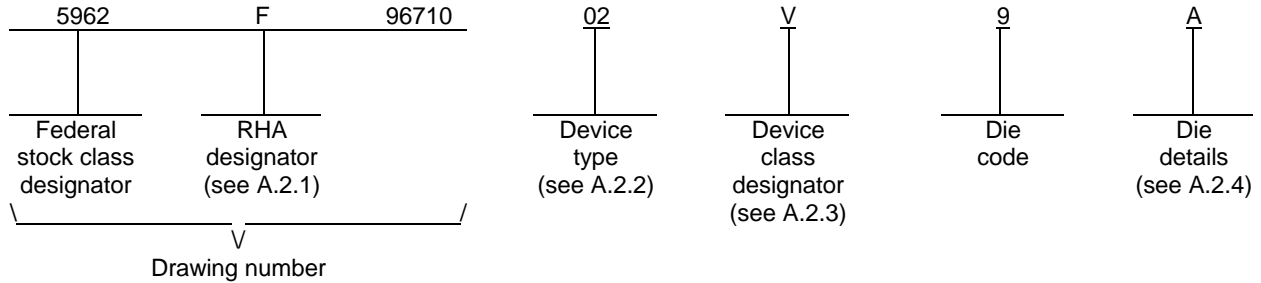 5962 F 96710 02 V 9 A
Federal stock class designator
RHA designator (see A.2.1)
Device type (see A.2.2)
Device class designator (see A.2.3)
Die code
Die details (see A.2.4)
Drawing number